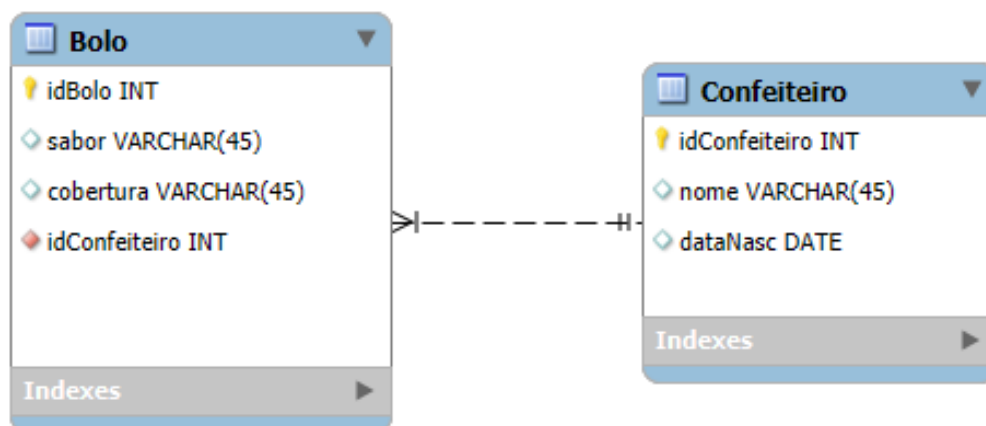 Bolo
idBolo INT
sabor VARCHAR(45)
cobertura VARCHAR(45)
idConfeiteiro INT
Indexes
Confeiteiro
idConfeiteiro INT
nome VARCHAR(45)
dataNasc DATE
Indexes